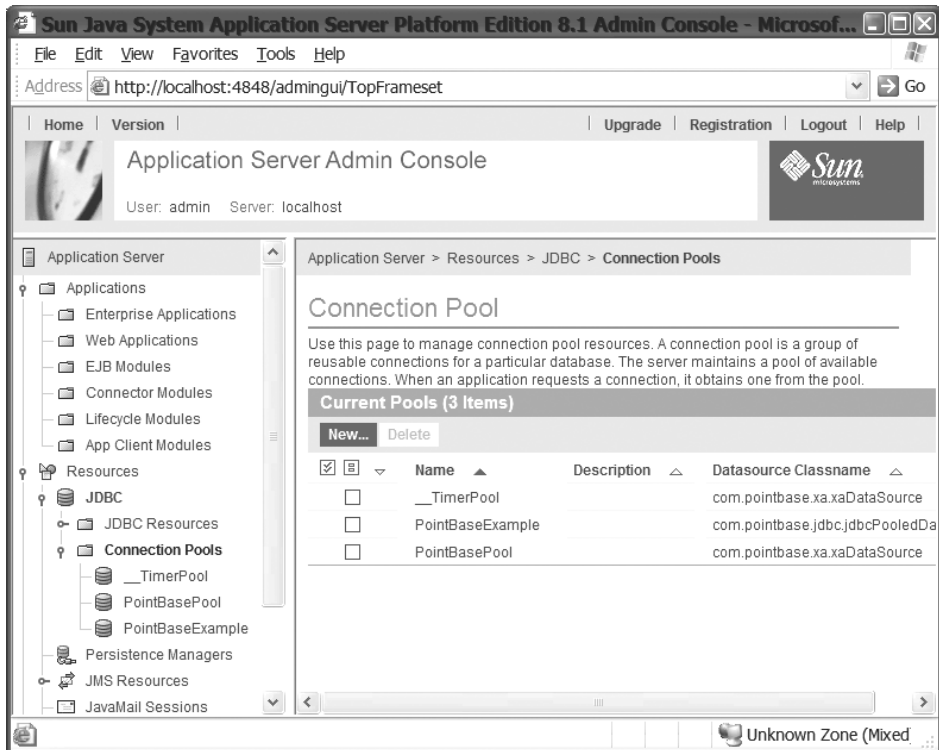 Sun Java System Application Server Platform Edition 8.1 Admin Console - Microsof...
File Edit View Favorites Tools Help
Address http://localhost:4848/admingui/TopFrameset Go
Home Version Upgrade Registration Logout Help
Application Server Admin Console
Sun
microsystems
User: admin Server: localhost
Application Server
Applications
Enterprise Applications
Web Applications
EJB Modules
Connector Modules
Lifecycle Modules
App Client Modules
Resources
JDBC
JDBC Resources
Connection Pools
__TimerPool
PointBasePool
PointBaseExample
Persistence Managers
JMS Resources
JavaMail Sessions
Application Server > Resources > JDBC > Connection Pools
Connection Pool
Use this page to manage connection pool resources. A connection pool is a group of
reusable connections for a particular database. The server maintains a pool of available
connections. When an application requests a connection, it obtains one from the pool.
Current Pools (3 Items)
New... Delete
Name Description Datasource Classname
__TimerPool com.pointbase.xa.xaDataSource
PointBaseExample com.pointbase.jdbc.jdbcPooledDa
PointBasePool com.pointbase.xa.xaDataSource
Unknown Zone (Mixed)